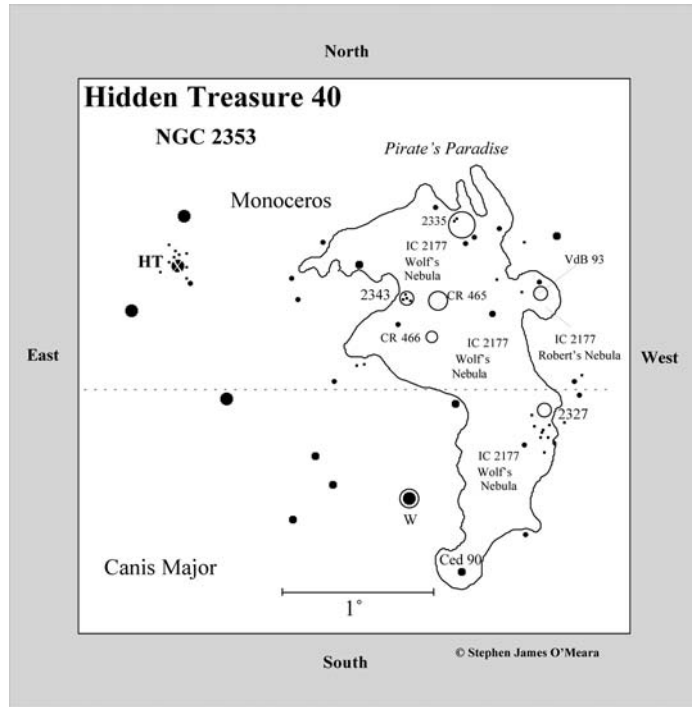 North
Hidden Treasure 40
NGC 2353
Pirate's Paradise
Monoceros
2335
IC 2177
Wolf's
Nebula
HT
VdB 93
2343
CR 465
CR 466
IC 2177
Wolf's
Nebula
IC 2177
Robert's Nebula
East
West
2327
IC 2177
Wolf's
Nebula
W
Ced 90
Canis Major
1°
South
© Stephen James O'Meara